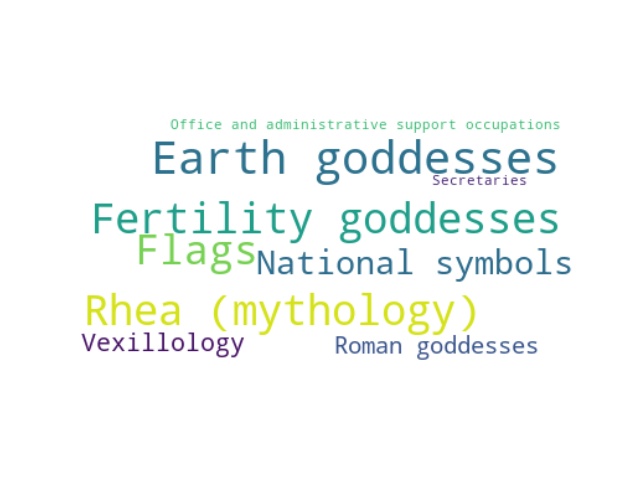 Office and administrative support occupations
Earth goddesses
Secretaries
Fertility goddesses
Flags
National symbols
Rhea (mythology)
Vexillology
Roman goddesses